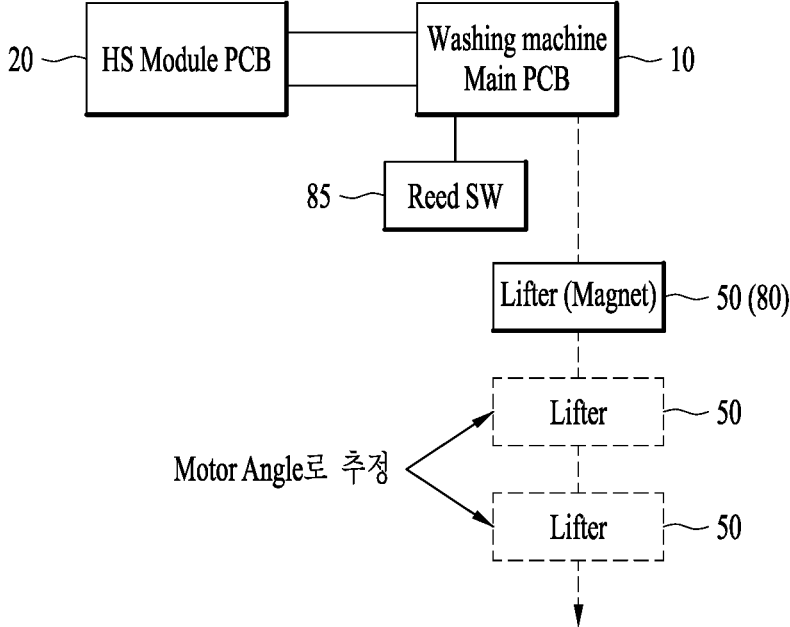 20
HS Module PCB
Washing machine
Main PCB
10
85
Reed SW
Lifter (Magnet)
50 (80)
Lifter
50
Motor Angle로 추정
Lifter
50